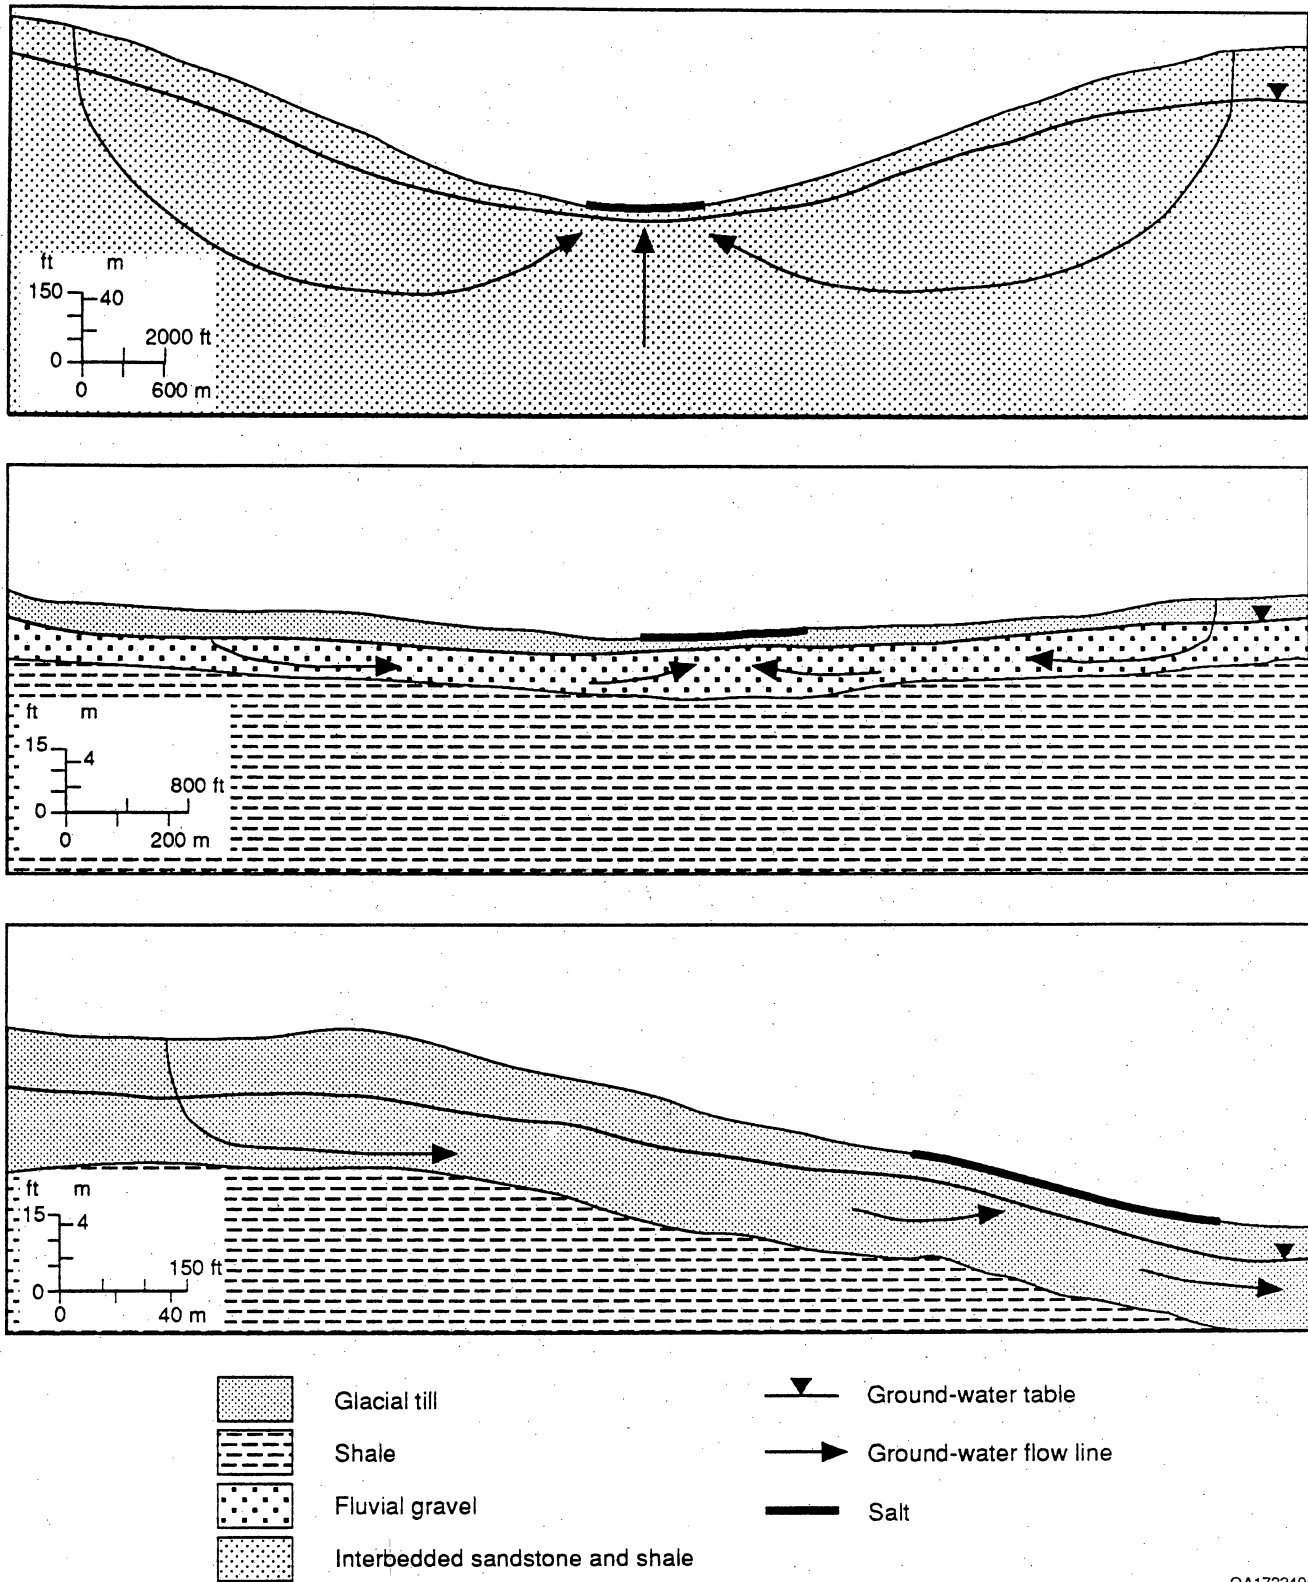 ft m
150 40
2000 ft
0
0 600 m
ft m
15 4
800 ft
0
0 200 m
ft m
15 4
150 ft
0
0 40 m
Glacial till
Ground-water table
Shale
Ground-water flow line
Fluvial gravel
Salt
Interbedded sandstone and shale